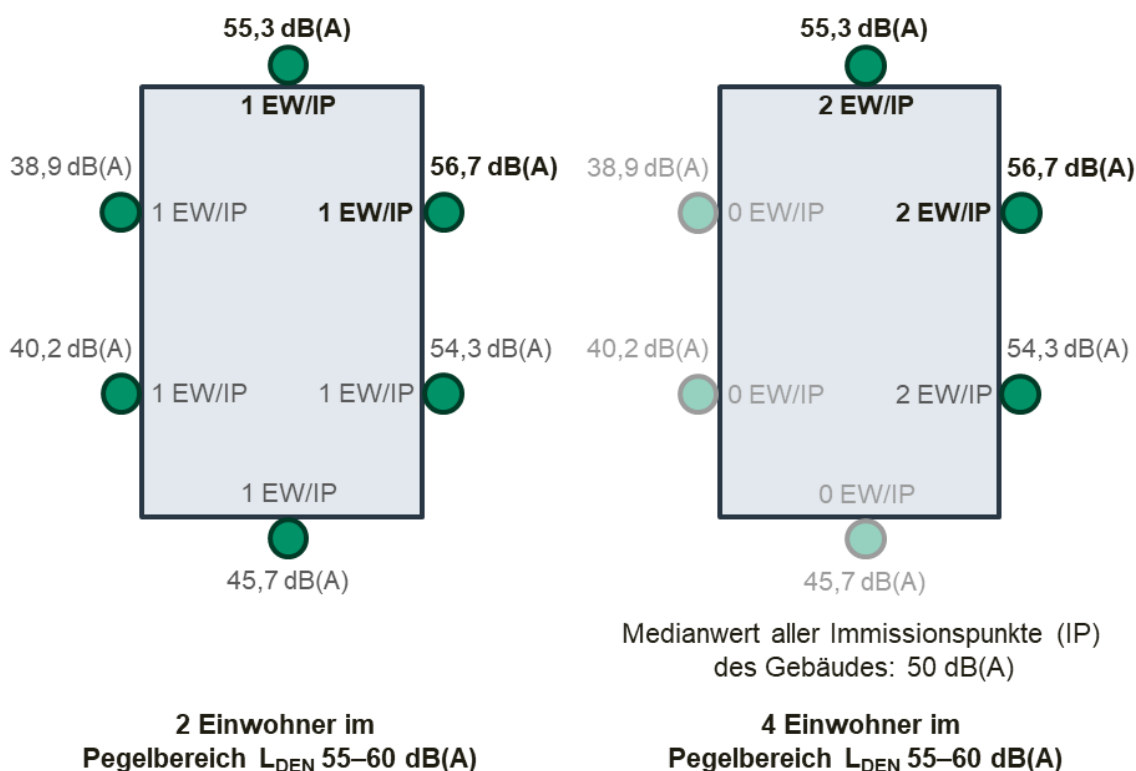 55,3 dB(A)
1 EW/IP
38,9 dB(A)
56,7 dB(A)
1 EW/IP
1 EW/IP
40,2 dB(A)
54,3 dB(A)
1 EW/IP
1 EW/IP
1 EW/IP
45,7 dB(A)
2 Einwohner im
Pegelbereich LDEN 55–60 dB(A)
55,3 dB(A)
2 EW/IP
38,9 dB(A)
56,7 dB(A)
0 EW/IP
2 EW/IP
40,2 dB(A)
54,3 dB(A)
0 EW/IP
2 EW/IP
0 EW/IP
45,7 dB(A)
Medianwert aller Immissionspunkte (IP)
des Gebäudes: 50 dB(A)
4 Einwohner im
Pegelbereich LDEN 55–60 dB(A)